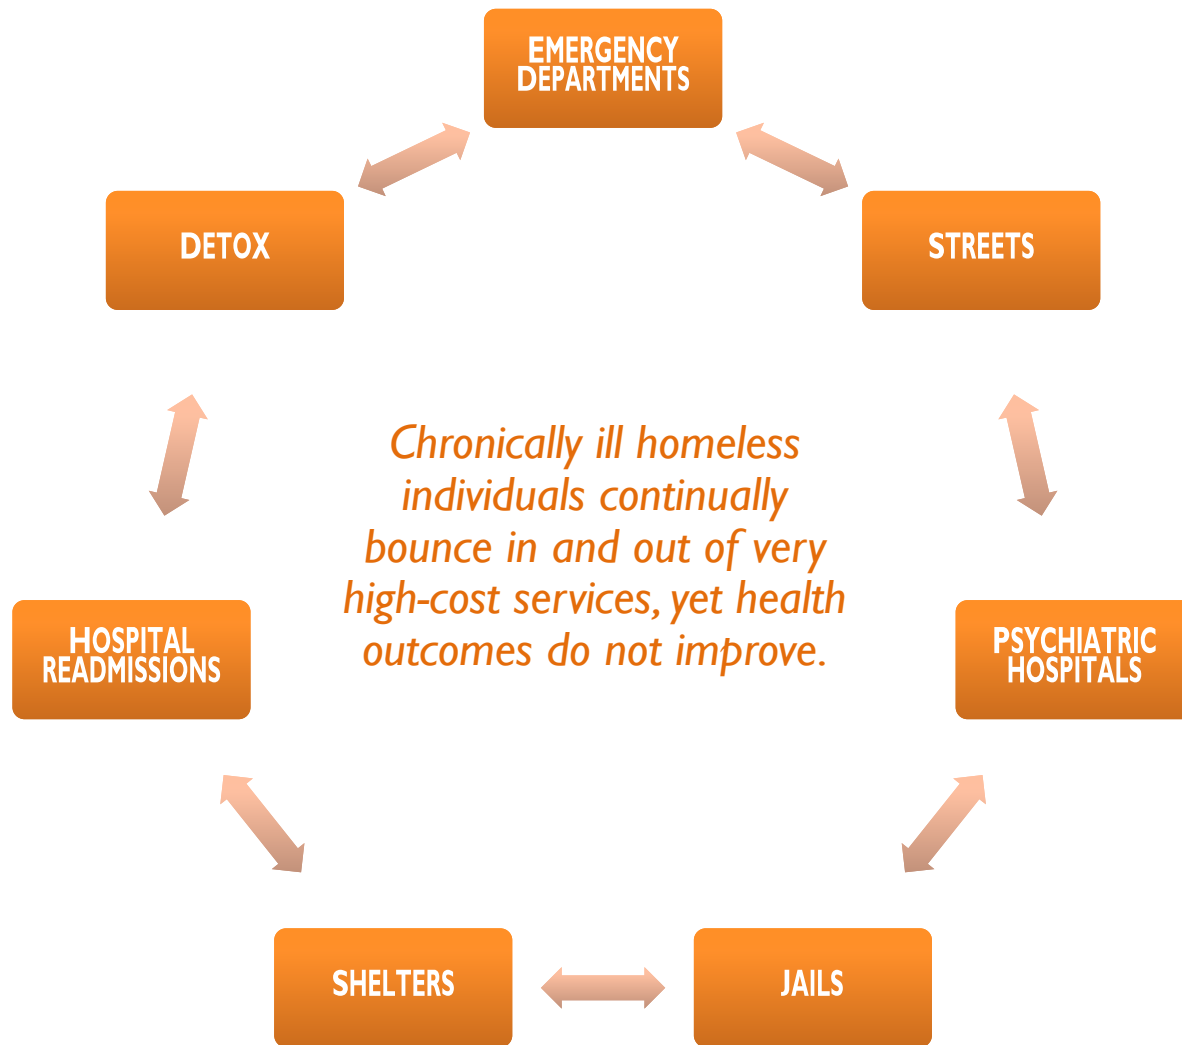 EMERGENCY
DEPARTMENTS
DETOX
STREETS
Chronically ill homeless
individuals continually
bounce in and out of very
high-cost services, yet health
outcomes do not improve.
HOSPITAL
READMISSIONS
PSYCHIATRIC
HOSPITALS
SHELTERS
JAILS